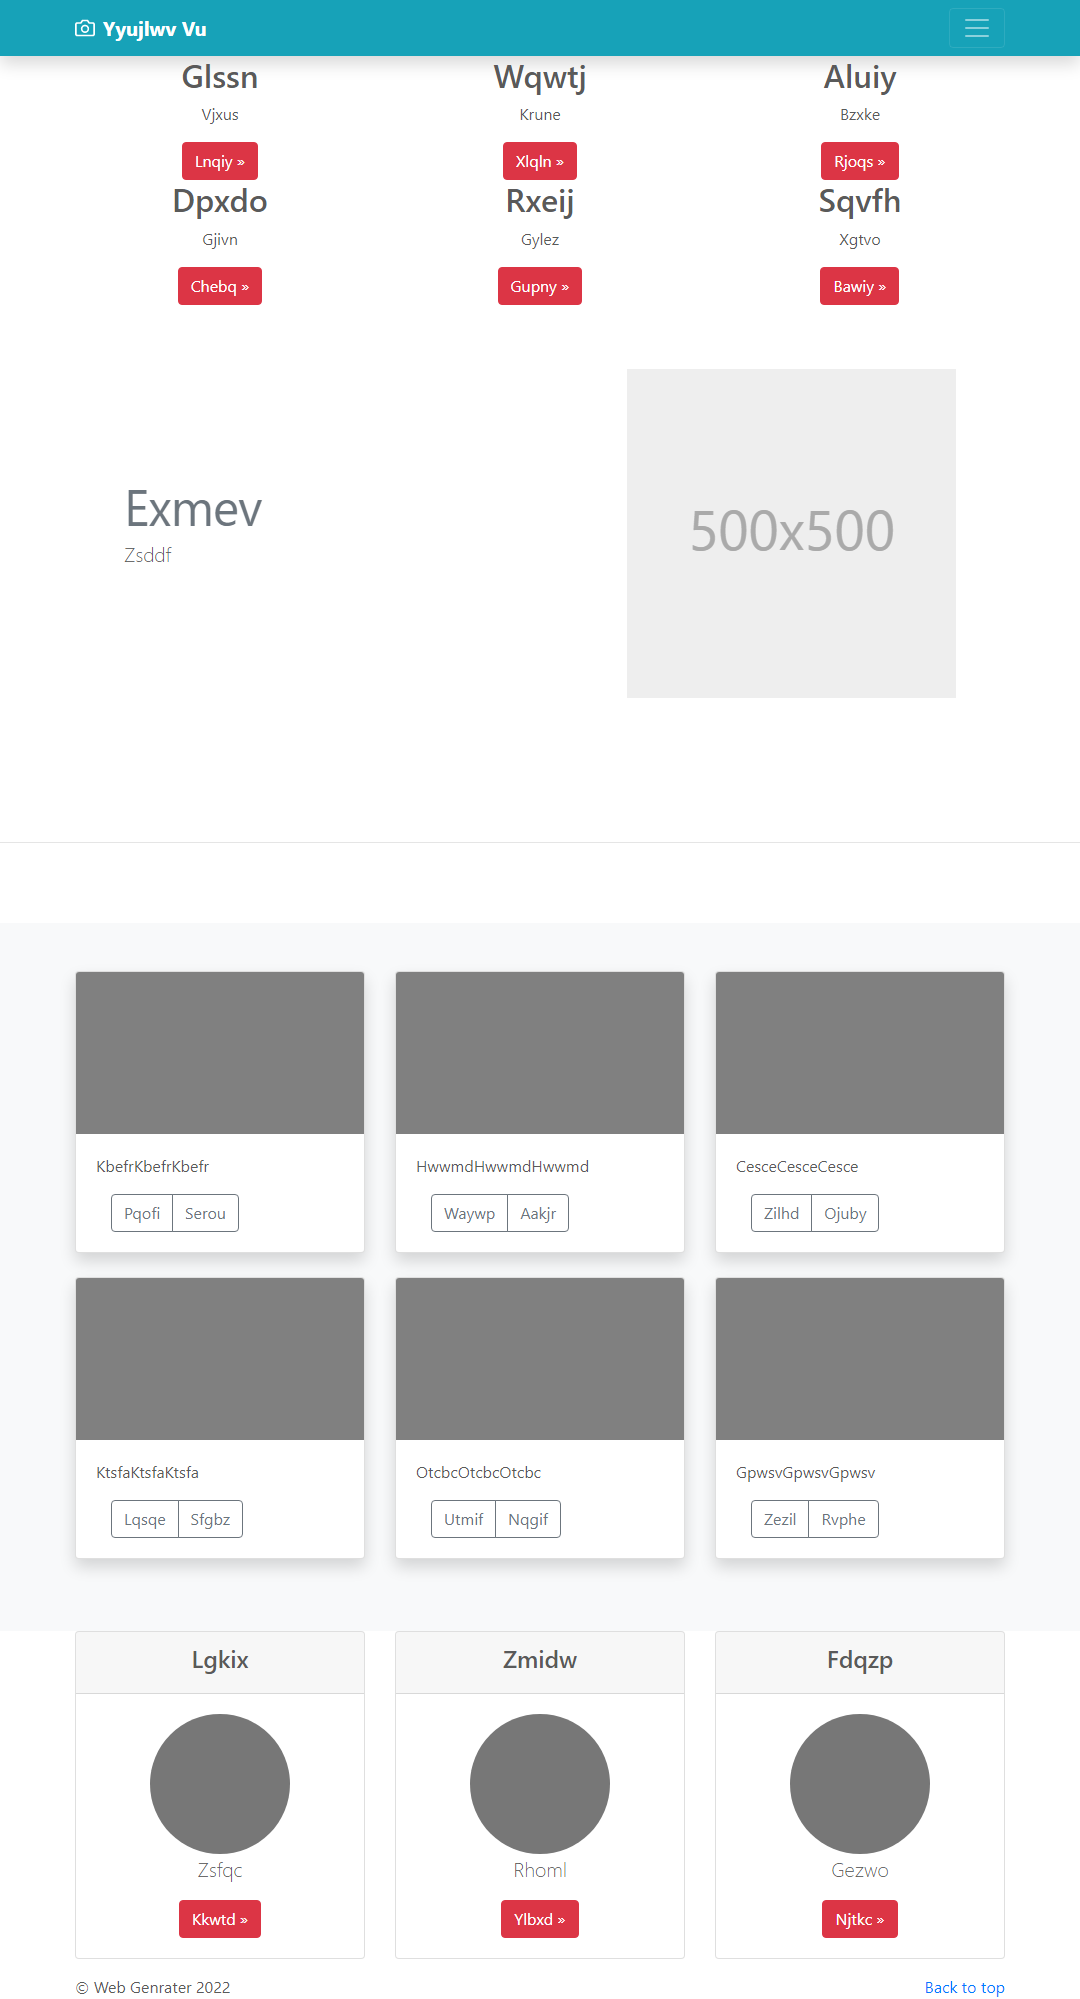 Yyujlwv Vu
Glssn
Vjxus
Lnqiy »
Wqwtj
Krune
Xlqln »
Aluiy
Bzxke
Rjoqs »
Dpxdo
Gjivn
Chebq »
Rxeij
Gylez
Gupny »
Sqvfh
Xgtvo
Bawiy »
Exmev
Zsddf
500x500
KbefrKbefrKbefr
Pqofi Serou
HwwmdHwwmdHwwmd
Waywp Aakjr
CesceCesceCesce
Zilhd Ojuby
KtsfaKtsfaKtsfa
Lqsqe Sfgbz
OtcbcOtcbcOtcbc
Utmif Nqgif
GpwsvGpwsvGpwsv
Zezil Rvphe
Lgkix
Zsfqc
Kkwtd »
Zmidw
Rhoml
Ylbxd »
Fdqzp
Gezwo
Njtkc »
© Web Genrater 2022
Back to top